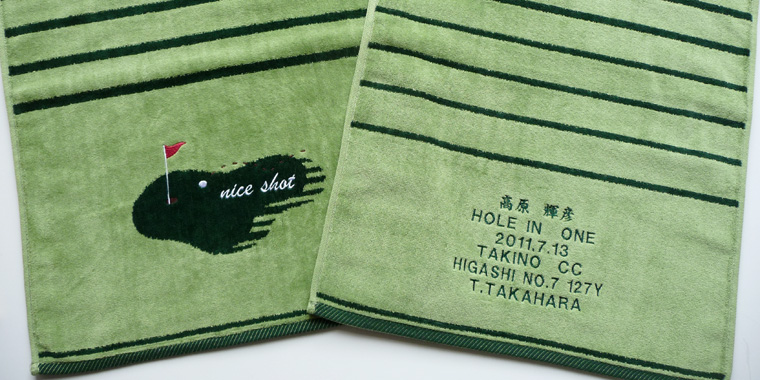 nice shot
高原 輝彦
HOLE IN ONE
2011.7.13
TAKINO CC
HIGASHI NO.7 127Y
T.TAKAHARA